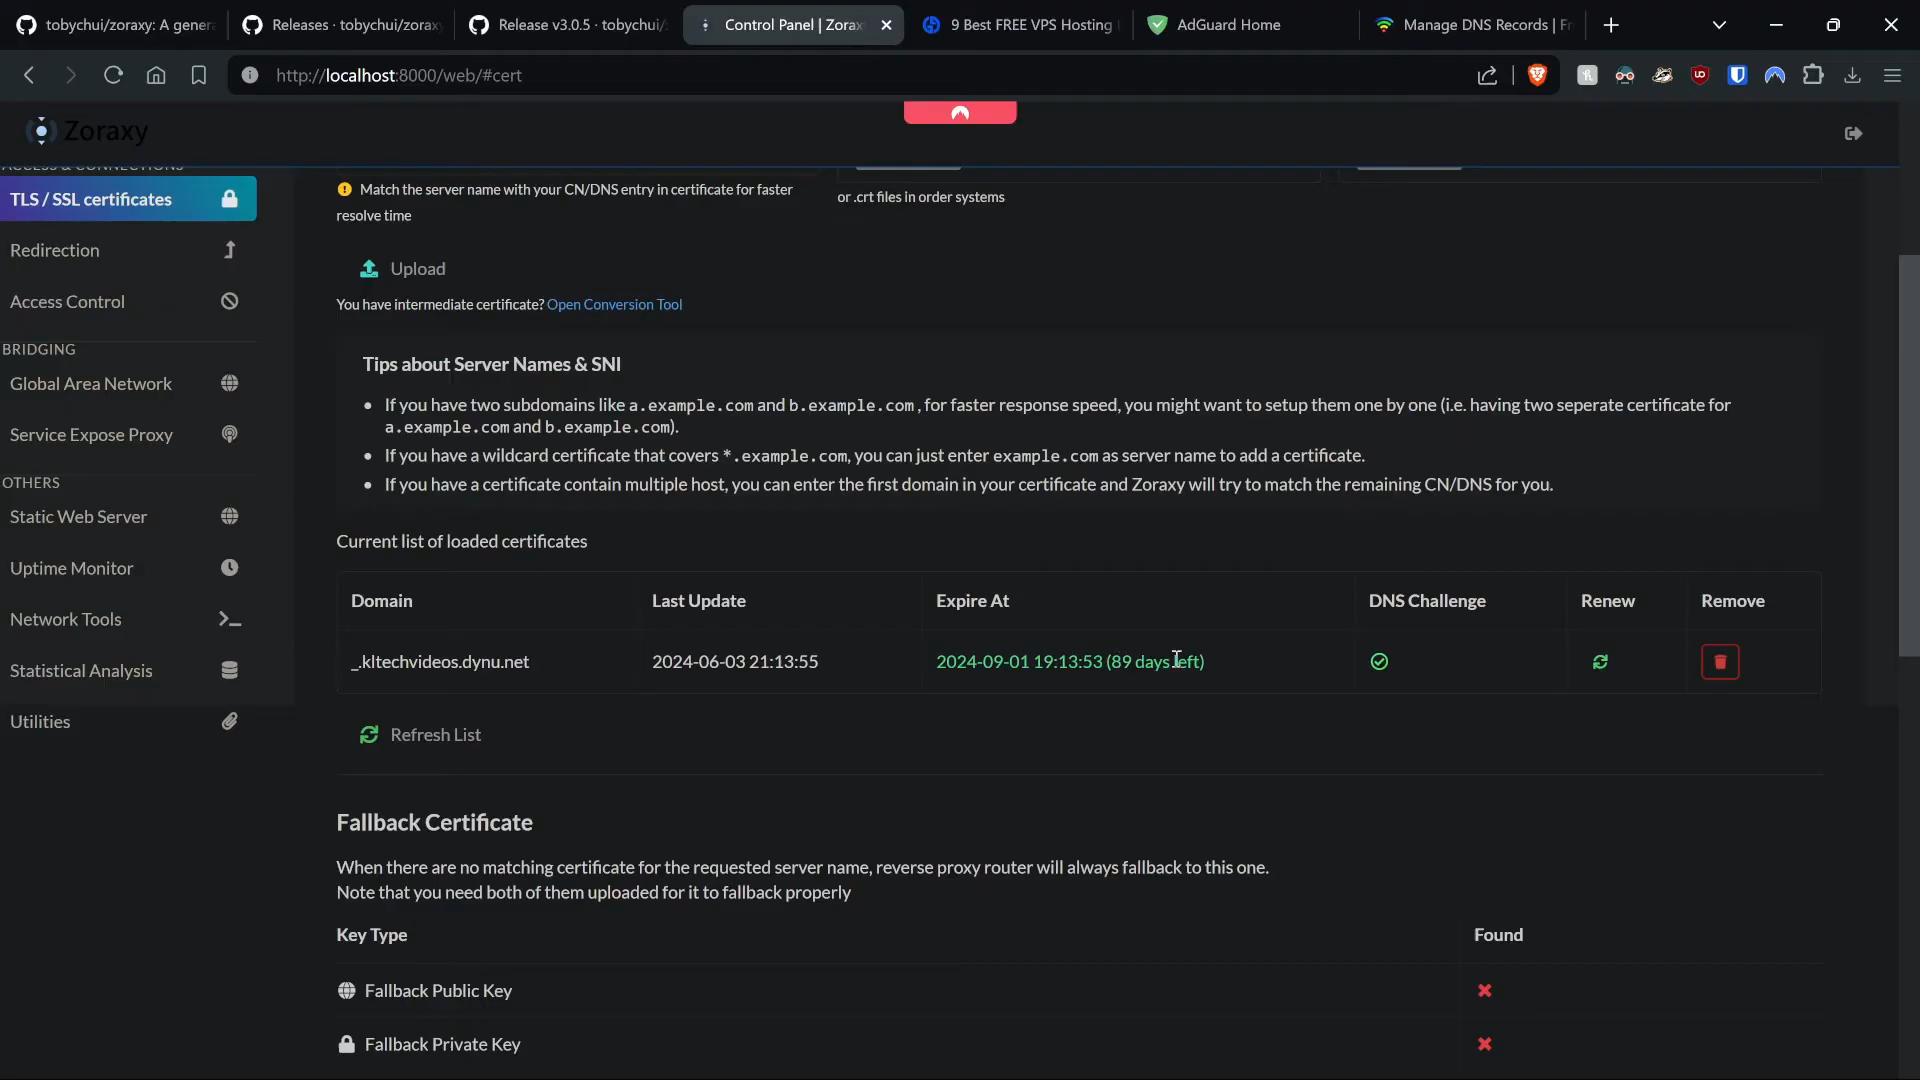 tobychui/zoraxy: A gener
Releases · tobychui/zoraxy
Release v3.0.5 · tobychui/
Control Panel | Zorax
9 Best FREE VPS Hosting
AdGuard Home
Manage DNS Records | Fr
http://localhost:8000/web/#cert
Zoraxy
ACCESS & CONNECTIONS
TLS / SSL certificates
Redirection
Access Control
BRIDGING
Global Area Network
Service Expose Proxy
OTHERS
Static Web Server
Uptime Monitor
Network Tools
Statistical Analysis
Utilities
Match the server name with your CN/DNS entry in certificate for faster
resolve time
or .crt files in order systems
Upload
You have intermediate certificate? Open Conversion Tool
Tips about Server Names & SNI
• If you have two subdomains like a.example.com and b.example.com , for faster response speed, you might want to setup them one by one (i.e. having two seperate certificate for
a.example.com and b.example.com).
• If you have a wildcard certificate that covers *.example.com, you can just enter example.com as server name to add a certificate.
• If you have a certificate contain multiple host, you can enter the first domain in your certificate and Zoraxy will try to match the remaining CN/DNS for you.
Current list of loaded certificates
Domain Last Update Expire At DNS Challenge Renew Remove
_.kltechvideos.dynu.net 2024-06-03 21:13:55 2024-09-01 19:13:53 (89 days left)
Refresh List
Fallback Certificate
When there are no matching certificate for the requested server name, reverse proxy router will always fallback to this one.
Note that you need both of them uploaded for it to fallback properly
Key Type Found
Fallback Public Key
Fallback Private Key